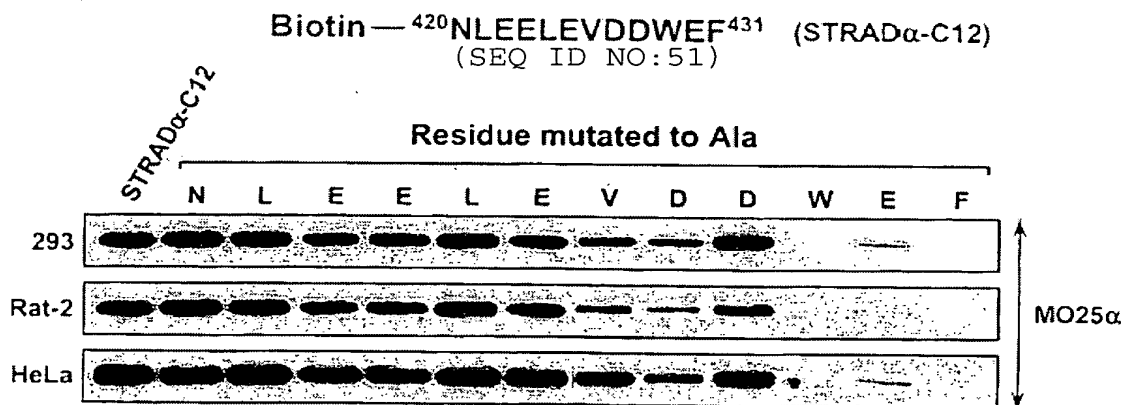 Biotin — ⁴²⁰NLEELEVDDWEF⁴³¹ (STRADα-C12)
(SEQ ID NO:51)
STRADα-C12
Residue mutated to Ala
N L E E L E V D D W E F
293
Rat-2
HeLa
MO25α